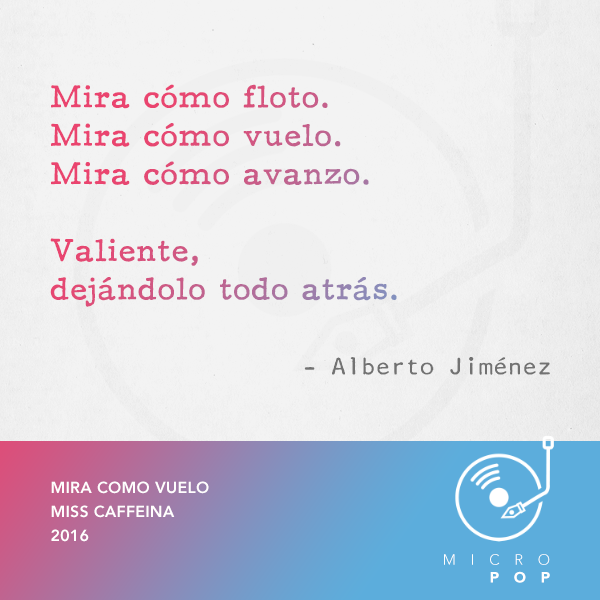 Mira cómo floto.
Mira cómo vuelo.
Mira cómo avanzo.
Valiente,
dejándolo todo atrás.
- Alberto Jiménez
MIRA COMO VUELO
MISS CAFFEINA
2016
MICRO
POP